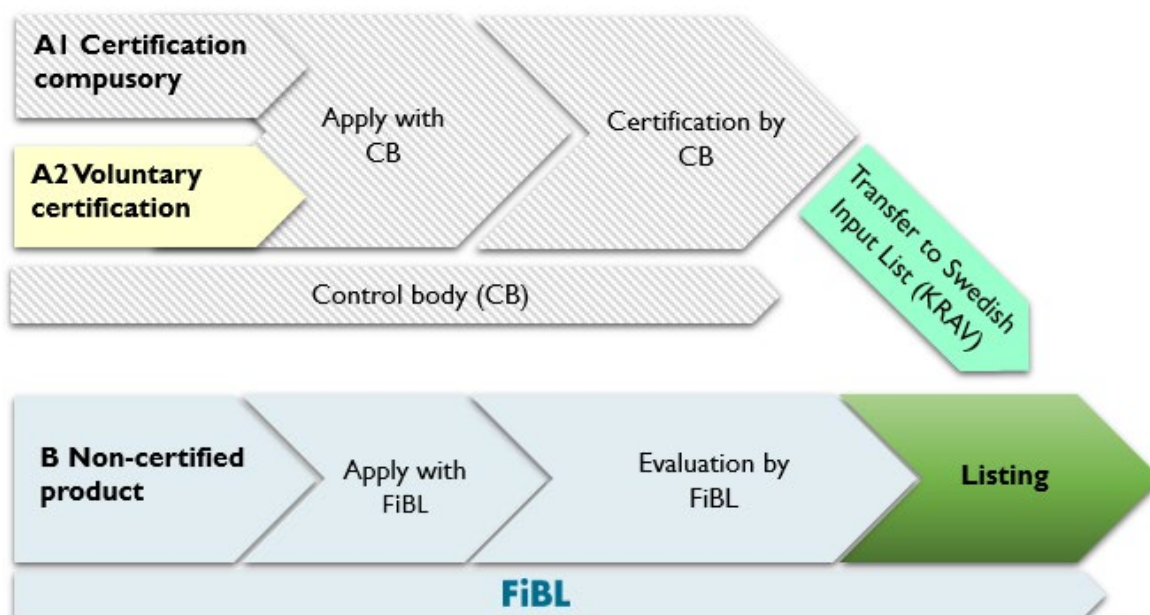 A1 Certification
compusory
Apply with
CB
Certification by
CB
A2 Voluntary
certification
Transfer to Swedish
Input List (KRAV)
Control body (CB)
B Non-certified
product
Apply with
FiBL
Evaluation by
FiBL
Listing
FiBL